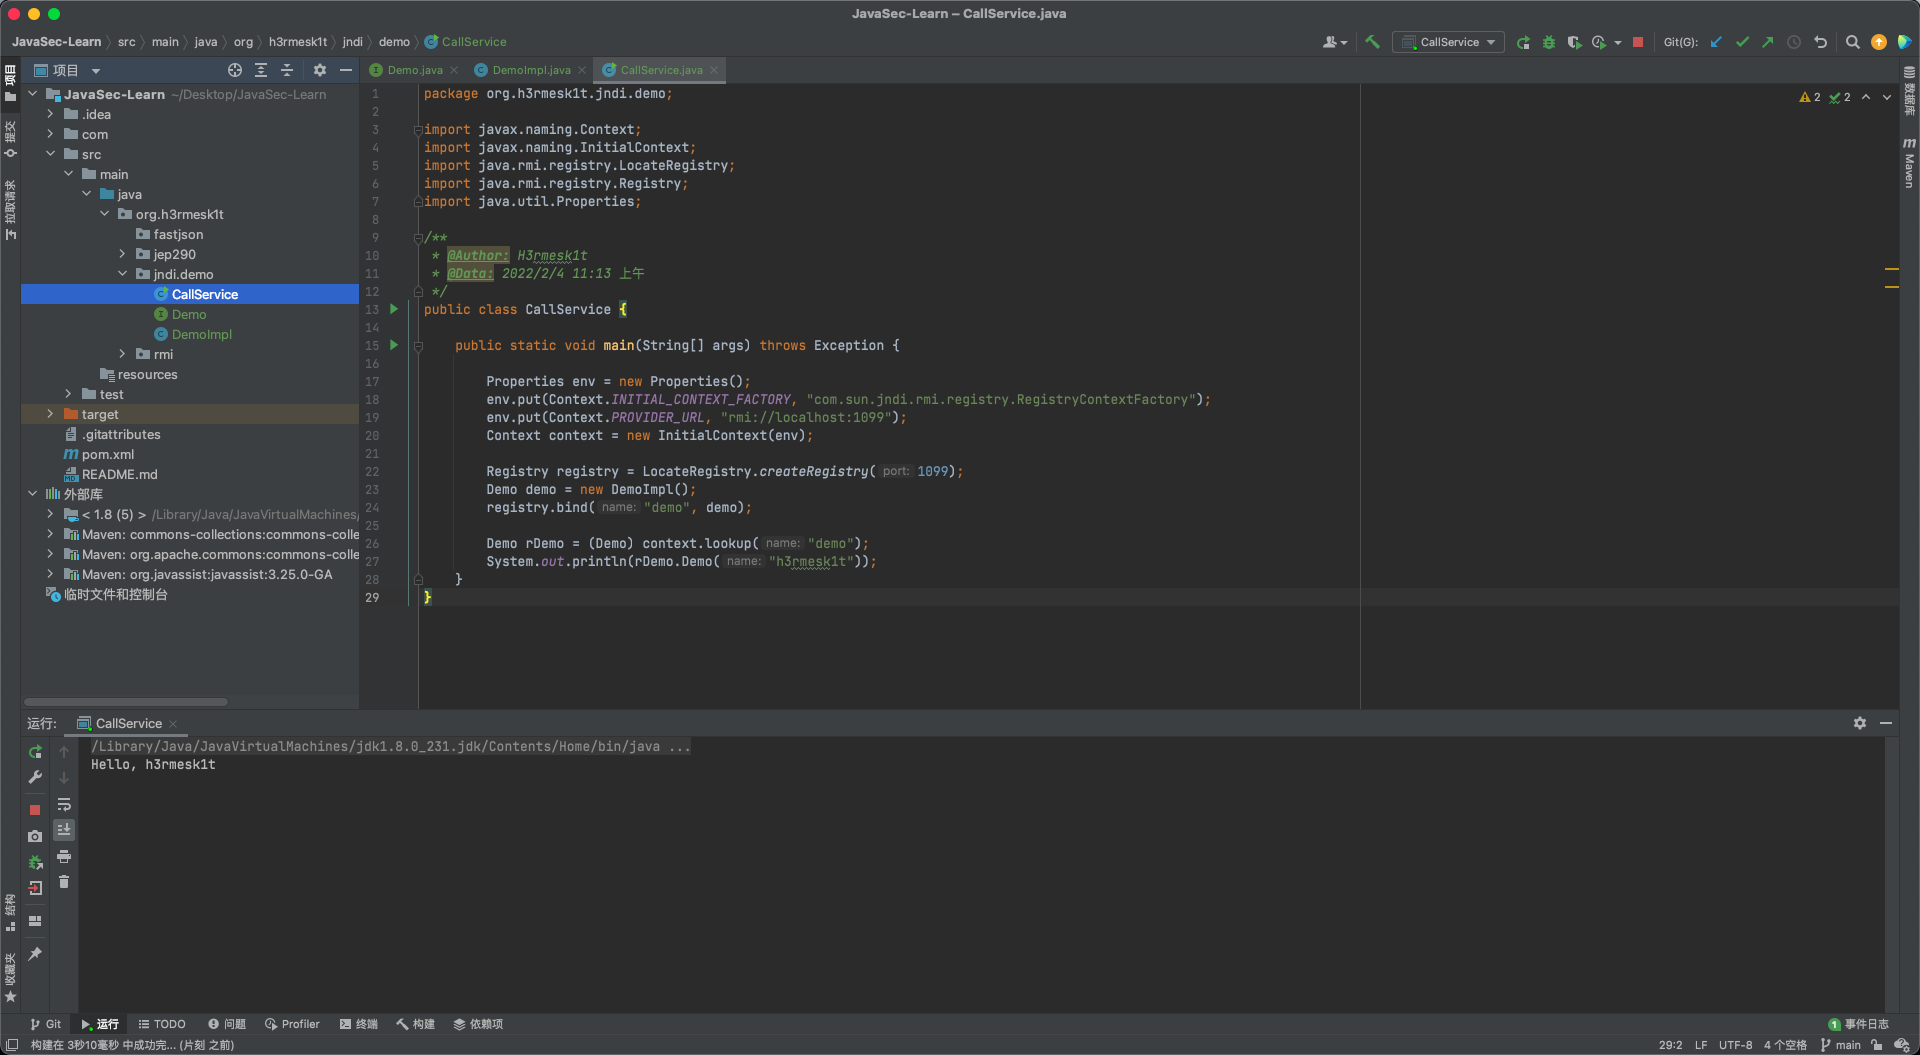 JavaSec-Learn – CallService.java
JavaSec-Learn src main java org h3rmesk1t jndi demo CallService
CallService Git(G):
项目
Demo.java DemoImpl.java CallService.java
项目
提交
拉取请求
结构
收藏夹
JavaSec-Learn ~/Desktop/JavaSec-Learn
.idea
com
src
main
java
org.h3rmesk1t
fastjson
jep290
jndi.demo
CallService
Demo
DemoImpl
rmi
resources
test
target
.gitattributes
pom.xml
README.md
外部库
< 1.8 (5) > /Library/Java/JavaVirtualMachines/
Maven: commons-collections:commons-colle
Maven: org.apache.commons:commons-colle
Maven: org.javassist:javassist:3.25.0-GA
临时文件和控制台
1 package org.h3rmesk1t.jndi.demo;
2
3 import javax.naming.Context;
4 import javax.naming.InitialContext;
5 import java.rmi.registry.LocateRegistry;
6 import java.rmi.registry.Registry;
7 import java.util.Properties;
8
9 /**
10 * @Author: H3rmesk1t
11 * @Data: 2022/2/4 11:13 上午
12 */
13 public class CallService {
14
15 public static void main(String[] args) throws Exception {
16
17 Properties env = new Properties();
18 env.put(Context.INITIAL_CONTEXT_FACTORY, "com.sun.jndi.rmi.registry.RegistryContextFactory");
19 env.put(Context.PROVIDER_URL, "rmi://localhost:1099");
20 Context context = new InitialContext(env);
21
22 Registry registry = LocateRegistry.createRegistry( port: 1099);
23 Demo demo = new DemoImpl();
24 registry.bind( name: "demo", demo);
25
26 Demo rDemo = (Demo) context.lookup( name: "demo");
27 System.out.println(rDemo.Demo( name: "h3rmesk1t"));
28 }
29 }
2 2
数据库
m Maven
运行: CallService
/Library/Java/JavaVirtualMachines/jdk1.8.0_231.jdk/Contents/Home/bin/java ...
Hello, h3rmesk1t
Git 运行 TODO 问题 Profiler 终端 构建 依赖项 1 事件日志
构建在 3秒10毫秒 中成功完... (片刻 之前) 29:2 LF UTF-8 4 个空格 main